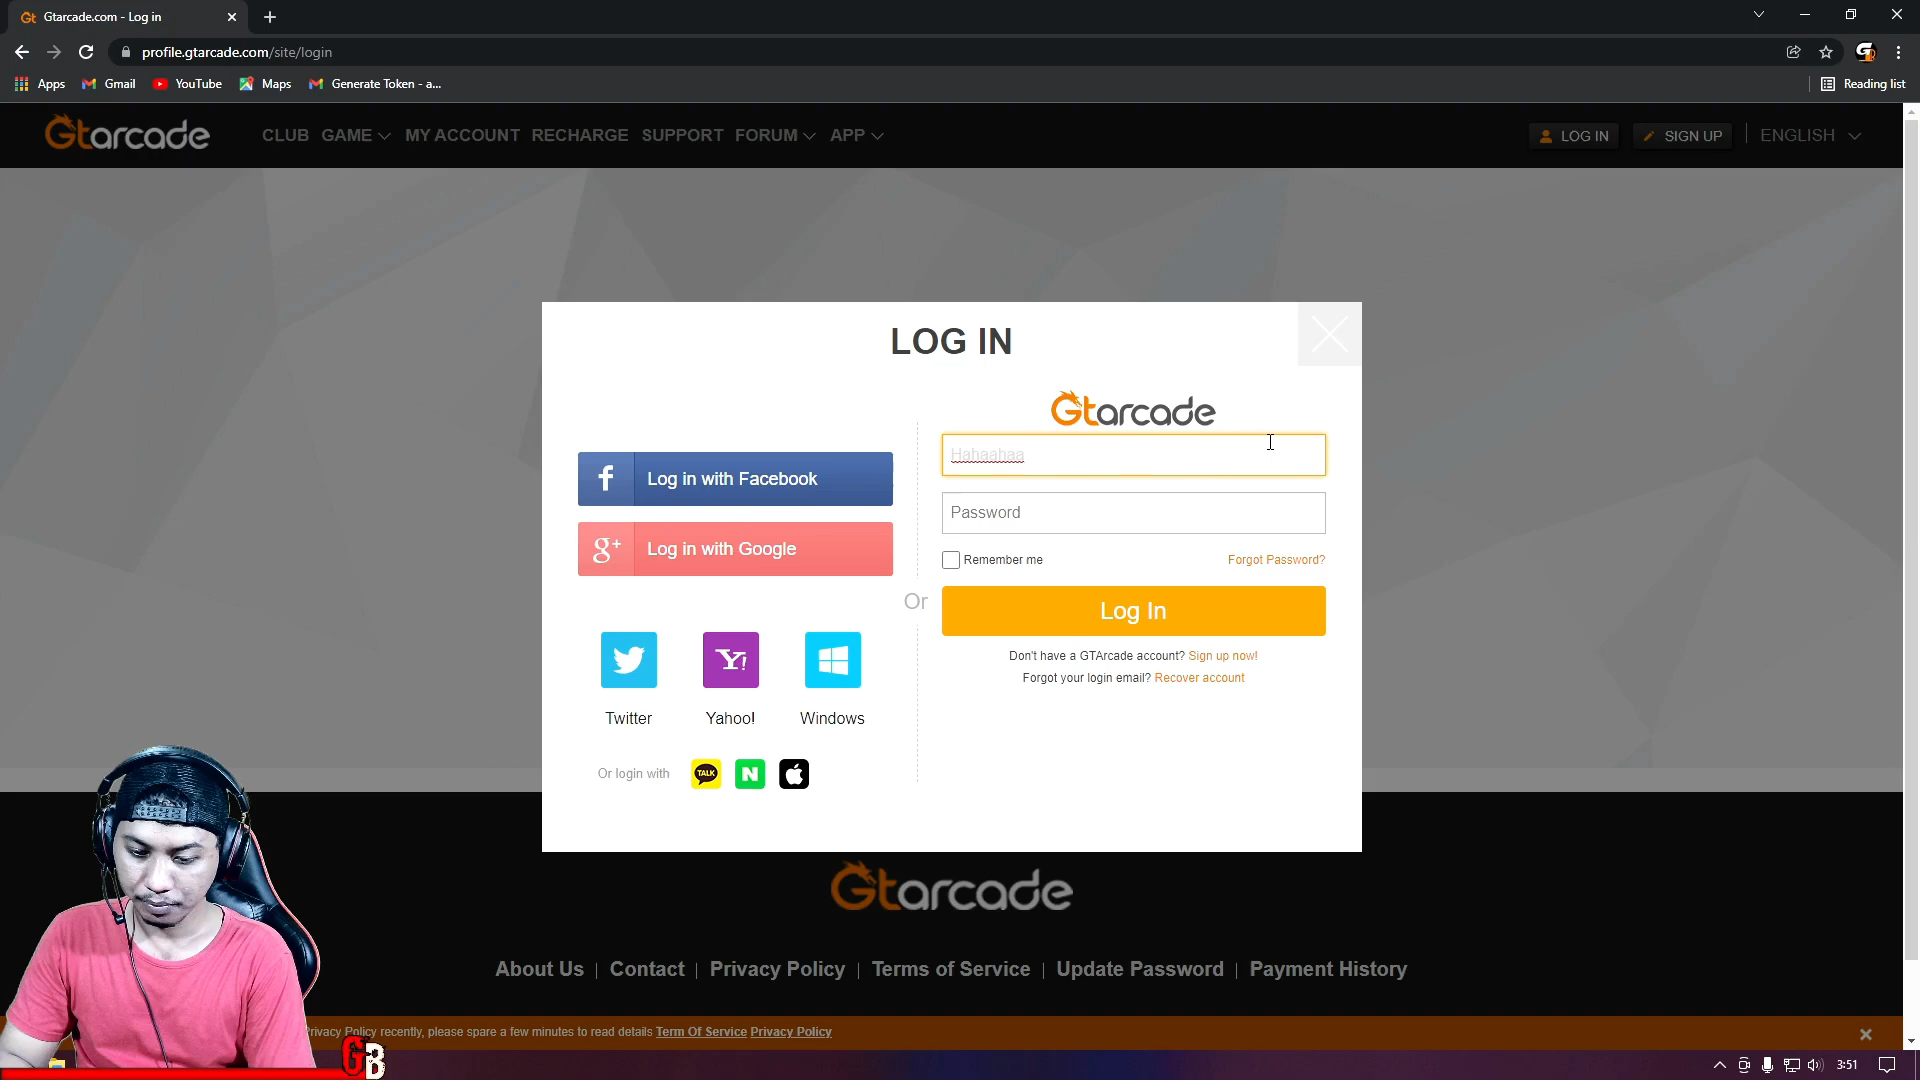 Gtarcade.com - Log in
profile.gtarcade.com/site/login
Apps Gmail YouTube Maps Generate Token - a... Reading list
Gtarcade CLUB GAME MY ACCOUNT RECHARGE SUPPORT FORUM APP LOG IN SIGN UP ENGLISH
LOG IN
Gtarcade
Hahaahaa
Log in with Facebook
Password
Log in with Google
Remember me Forgot Password?
Or
Log In
Don't have a GTArcade account? Sign up now!
Forgot your login email? Recover account
Twitter Yahoo! Windows
Or login with TALK N
Gtarcade
About Us | Contact | Privacy Policy | Terms of Service | Update Password | Payment History
rivacy Policy recently, please spare a few minutes to read details Term Of Service Privacy Policy
GB
3:51